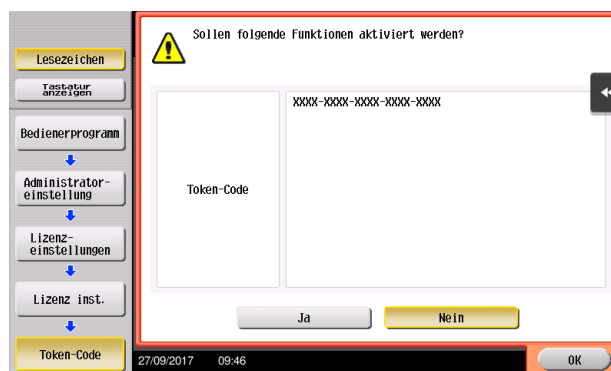 Sollen folgende Funktionen aktiviert werden?
Lesezeichen
Tastatur
anzeigen
XXXX-XXXX-XXXX-XXXX-XXXX
Bedienerprogramm
Administrator-
einstellung
Token-Code
Lizenz-
einstellungen
Lizenz inst.
Ja
Nein
Token-Code
27/09/2017 09:46
OK